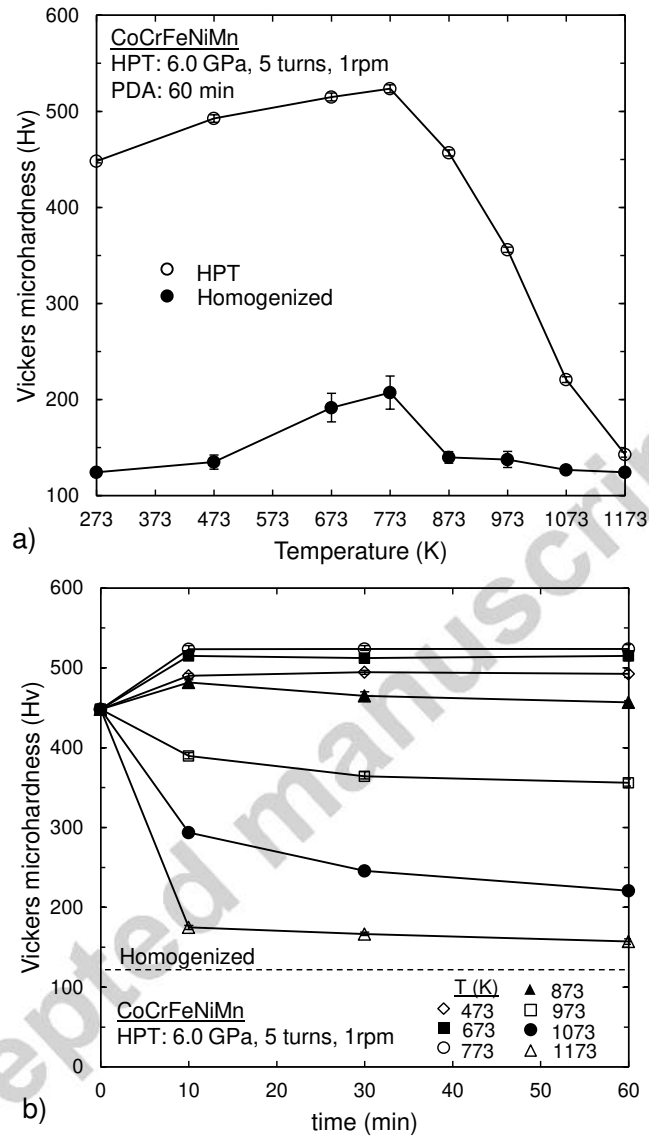 600
500
400
300
200
100
Vickers microhardness (Hv)
CoCrFeNiMn
HPT: 6.0 GPa, 5 turns, 1rpm
PDA: 60 min
HPT
Homogenized
273 373 473 573 673 773 873 973 1073 1173
Temperature (K)
a)
600
500
400
300
200
100
0
Vickers microhardness (Hv)
Homogenized
CoCrFeNiMn
HPT: 6.0 GPa, 5 turns, 1rpm
T (K)
473
673
773
873
973
1073
1173
0 10 20 30 40 50 60
time (min)
b)
epted manuscrip